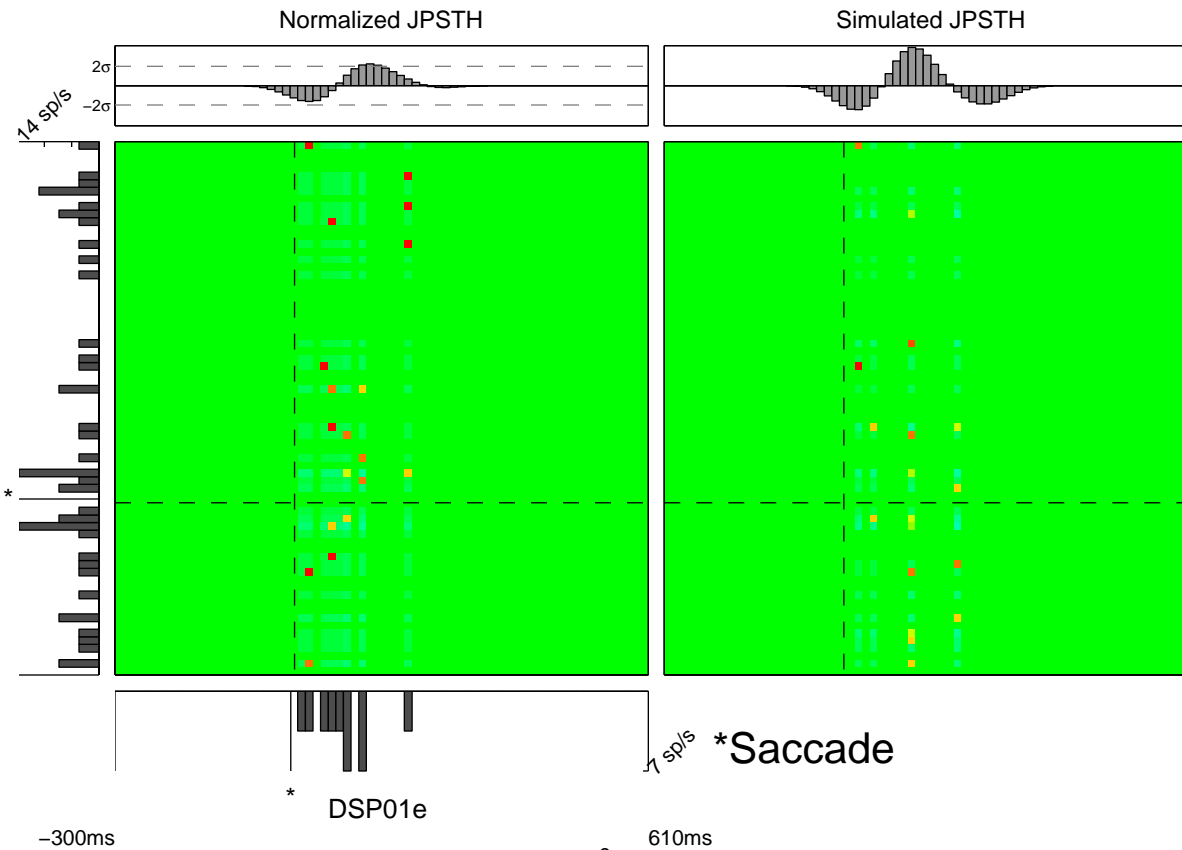 Normalized JPSTH
Simulated JPSTH
2σ
−2σ
14 sp/s
*
7 sp/s
*Saccade
*
DSP01e
−300ms
610ms